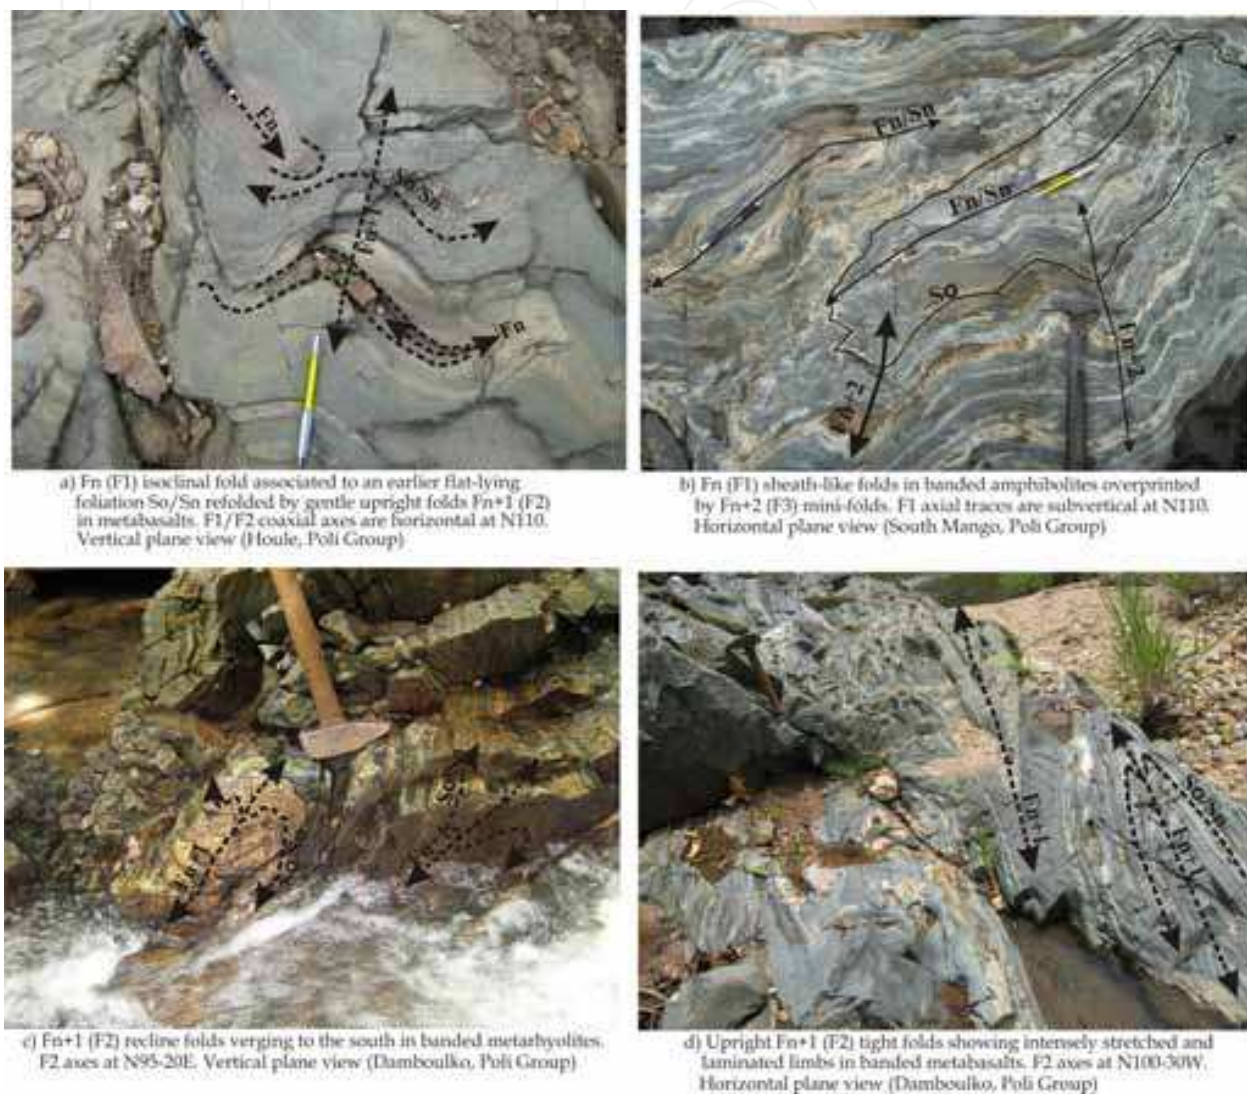 Fn
So/Sn
Fn+1
Fn
a) Fn (F1) isoclinal fold associated to an earlier flat-lying
foliation So/Sn refolded by gentle upright folds Fn+1 (F2)
in metabasalts. F1/F2 coaxial axes are horizontal at N110.
Vertical plane view (Houle, Poli Group)
Fn/Sn
Fn/Sn
So
Fn+2
Fn+2
b) Fn (F1) sheath-like folds in banded amphibolites overprinted
by Fn+2 (F3) mini-folds. F1 axial traces are subvertical at N110.
Horizontal plane view (South Mango, Poli Group)
Fn+1
So
c) Fn+1 (F2) recline folds verging to the south in banded metarhyolites.
F2 axes at N95-20E. Vertical plane view (Damboulko, Poli Group)
Fn+1
Fn+1
So/Sn
d) Upright Fn+1 (F2) tight folds showing intensely stretched and
laminated limbs in banded metabasalts. F2 axes at N100-30W.
Horizontal plane view (Damboulko, Poli Group)